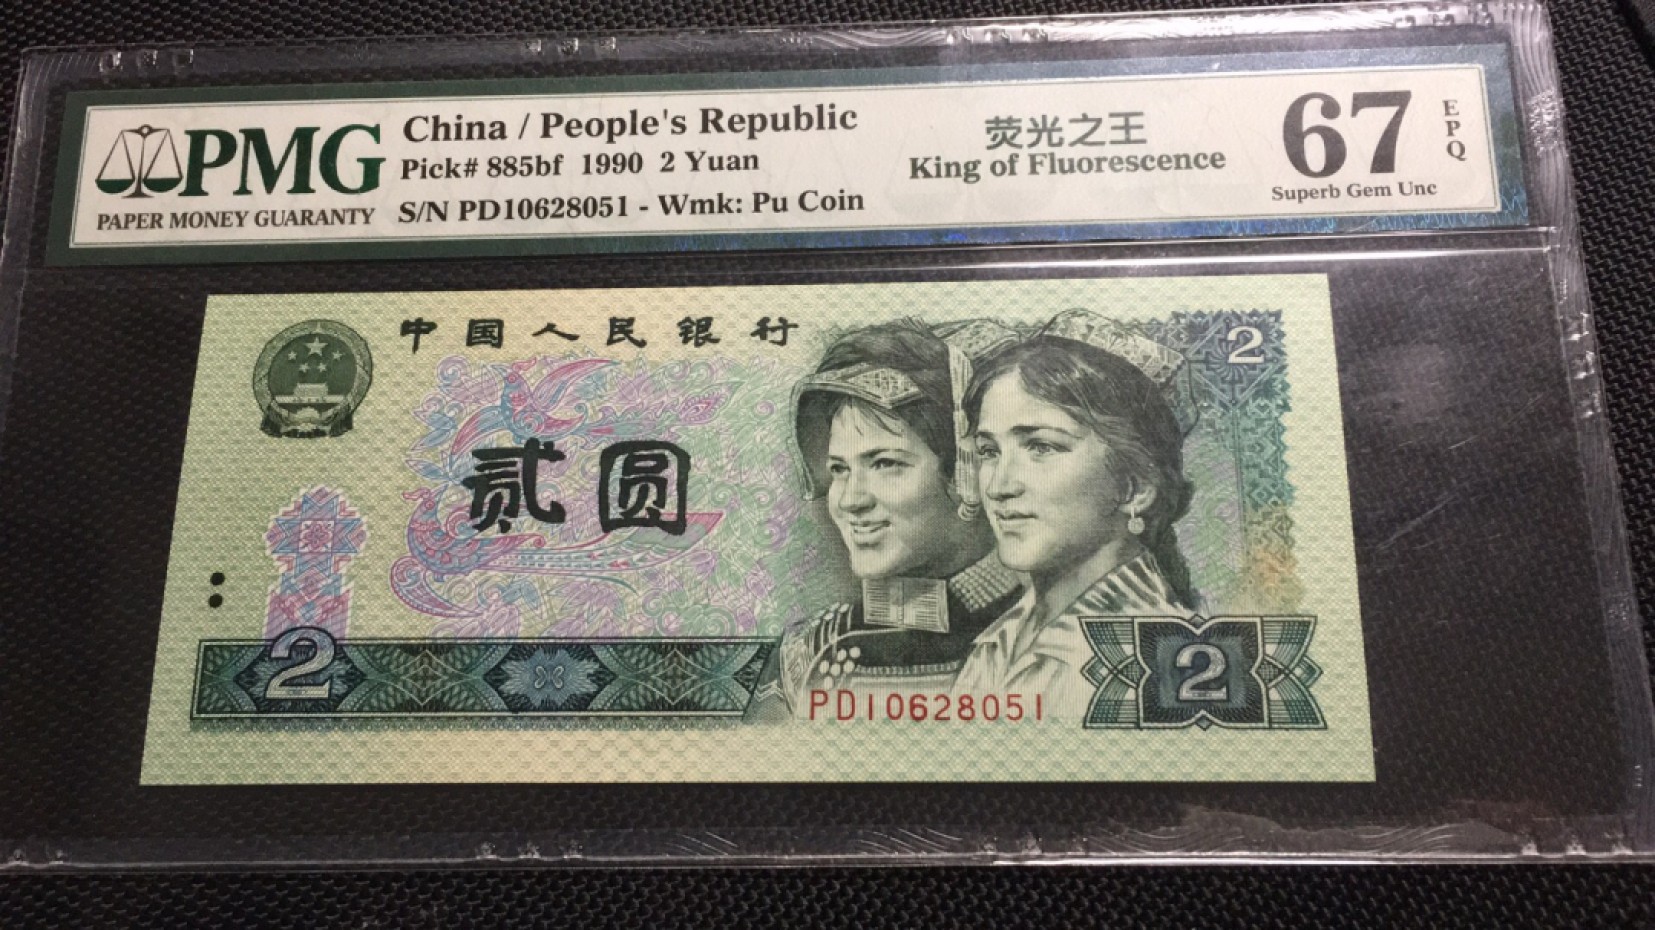 PMG
PAPER MONEY GUARANTY
China / People's Republic
Pick# 885bf 1990 2 Yuan
S/N PD10628051 - Wmk: Pu Coin
荧光之王
King of Fluorescence
67
EPQ
Superb Gem Unc
中国人民银行
2
贰圆
2
2
PD10628051